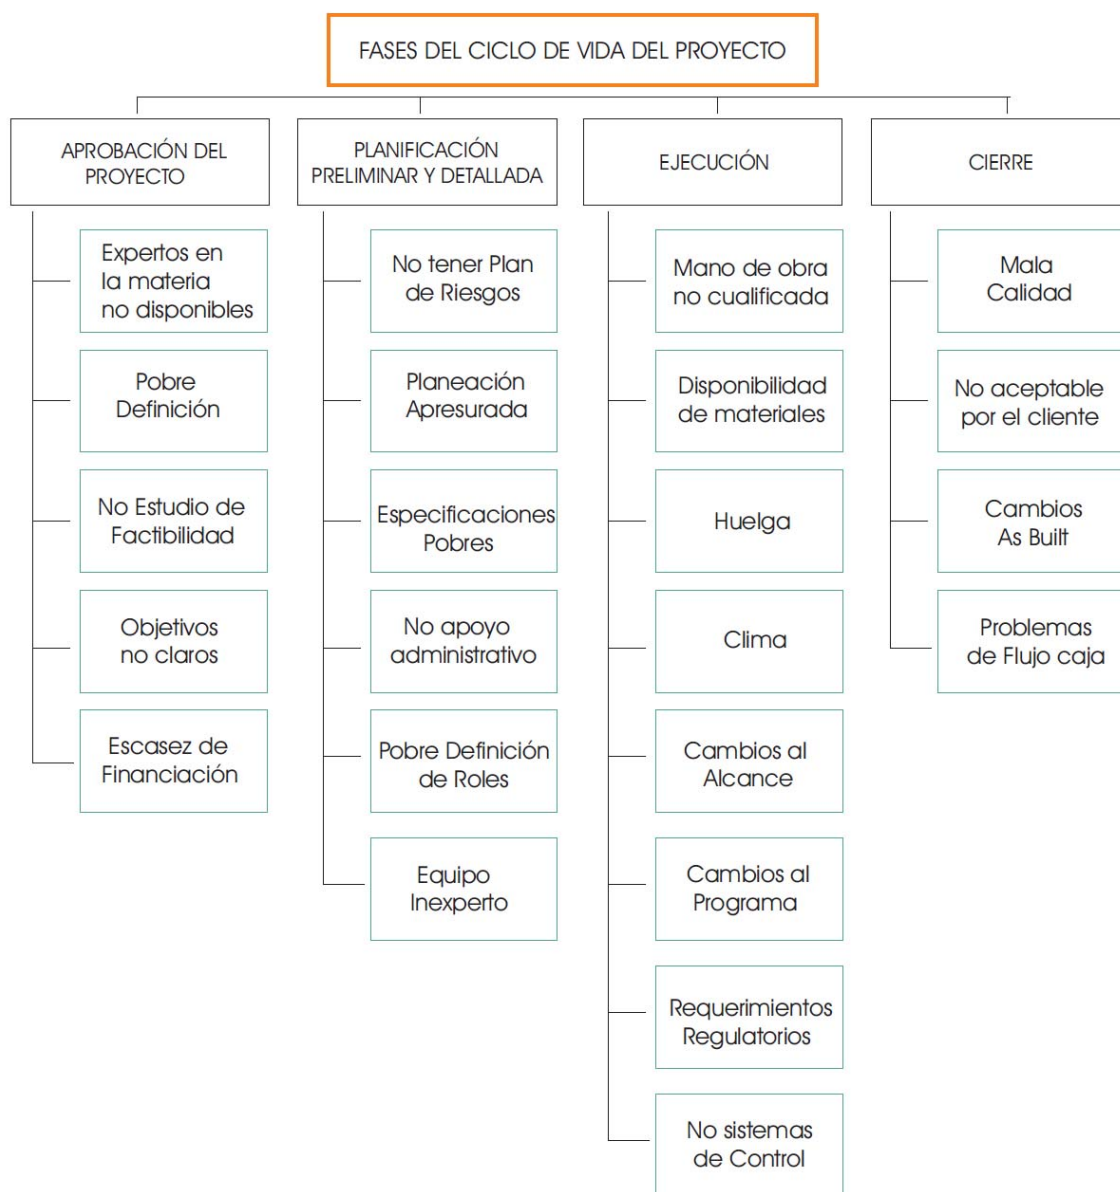 FASES DEL CICLO DE VIDA DEL PROYECTO
APROBACIÓN DEL
PROYECTO
Expertos en
la materia
no disponibles
Pobre
Definición
No Estudio de
Factibilidad
Objetivos
no claros
Escasez de
Financiación
PLANIFICACIÓN
PRELIMINAR Y DETALLADA
No tener Plan
de Riesgos
Planeación
Apresurada
Especificaciones
Pobres
No apoyo
administrativo
Pobre Definición
de Roles
Equipo
Inexperto
EJECUCIÓN
Mano de obra
no cualificada
Disponibilidad
de materiales
Huelga
Clima
Cambios al
Alcance
Cambios al
Programa
Requerimientos
Regulatorios
No sistemas
de Control
CIERRE
Mala
Calidad
No aceptable
por el cliente
Cambios
As Built
Problemas
de Flujo caja